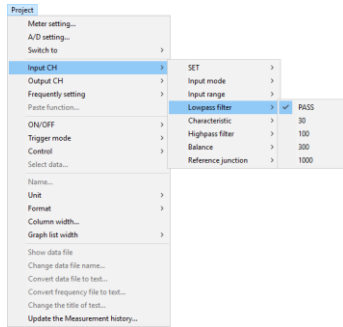 Project
Meter setting...
A/D setting...
Switch to
Input CH
Output CH
Frequently setting
Paste function...
ON/OFF
Trigger mode
Control
Select data...
Name...
Unit
Format
Column width...
Graph list width
Show data file
Change data file name...
Convert data file to text...
Convert frequency file to text...
Change the title of test...
Update the Measurement history...
SET
Input mode
Input range
Lowpass filter
Characteristic
Highpass filter
Balance
Reference junction
PASS
30
100
300
1000